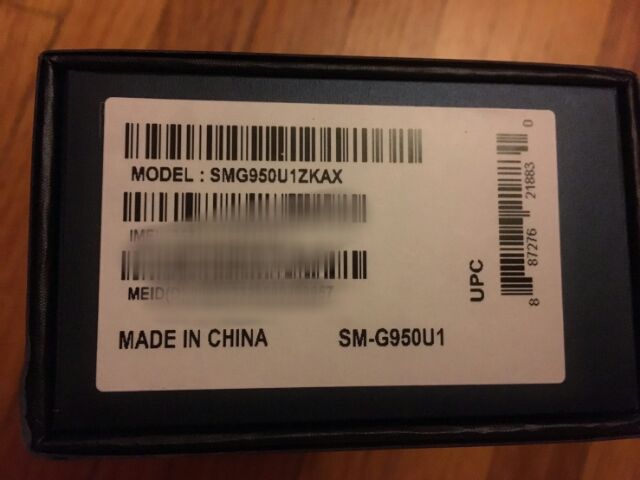 MODEL : SMG950U1ZKAX
MADE IN CHINA
SM-G950U1
UPC
8 87276 21883 0